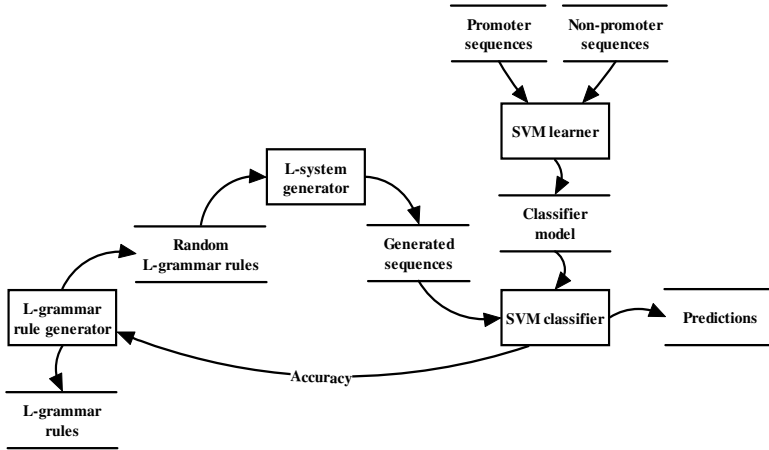 Promoter
sequences
Non-promoter
sequences
SVM learner
L-system
generator
Classifier
model
Random
L-grammar rules
Generated
sequences
L-grammar
rule generator
SVM classifier
Predictions
Accuracy
L-grammar
rules